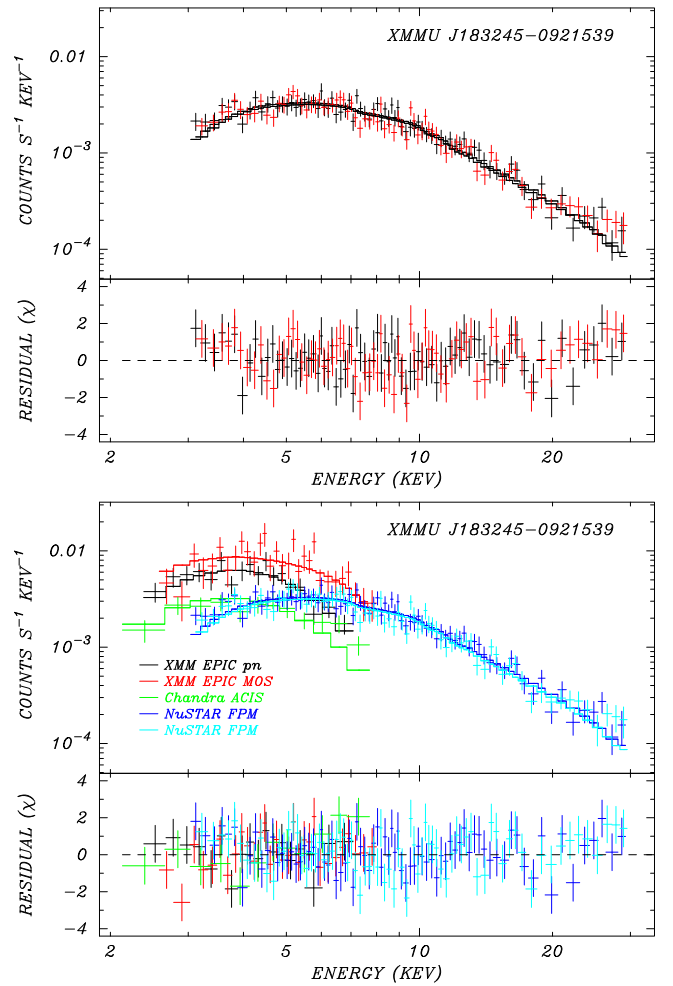 XMMU J183245−0921539
0.01
10⁻³
10⁻⁴
COUNTS S⁻¹ KEV⁻¹
4
2
0
−2
−4
RESIDUAL (χ)
2 5 10 20
ENERGY (KEV)
XMMU J183245−0921539
0.01
10⁻³
10⁻⁴
COUNTS S⁻¹ KEV⁻¹
XMM EPIC pn
XMM EPIC MOS
Chandra ACIS
NuSTAR FPM
NuSTAR FPM
4
2
0
−2
−4
RESIDUAL (χ)
2 5 10 20
ENERGY (KEV)